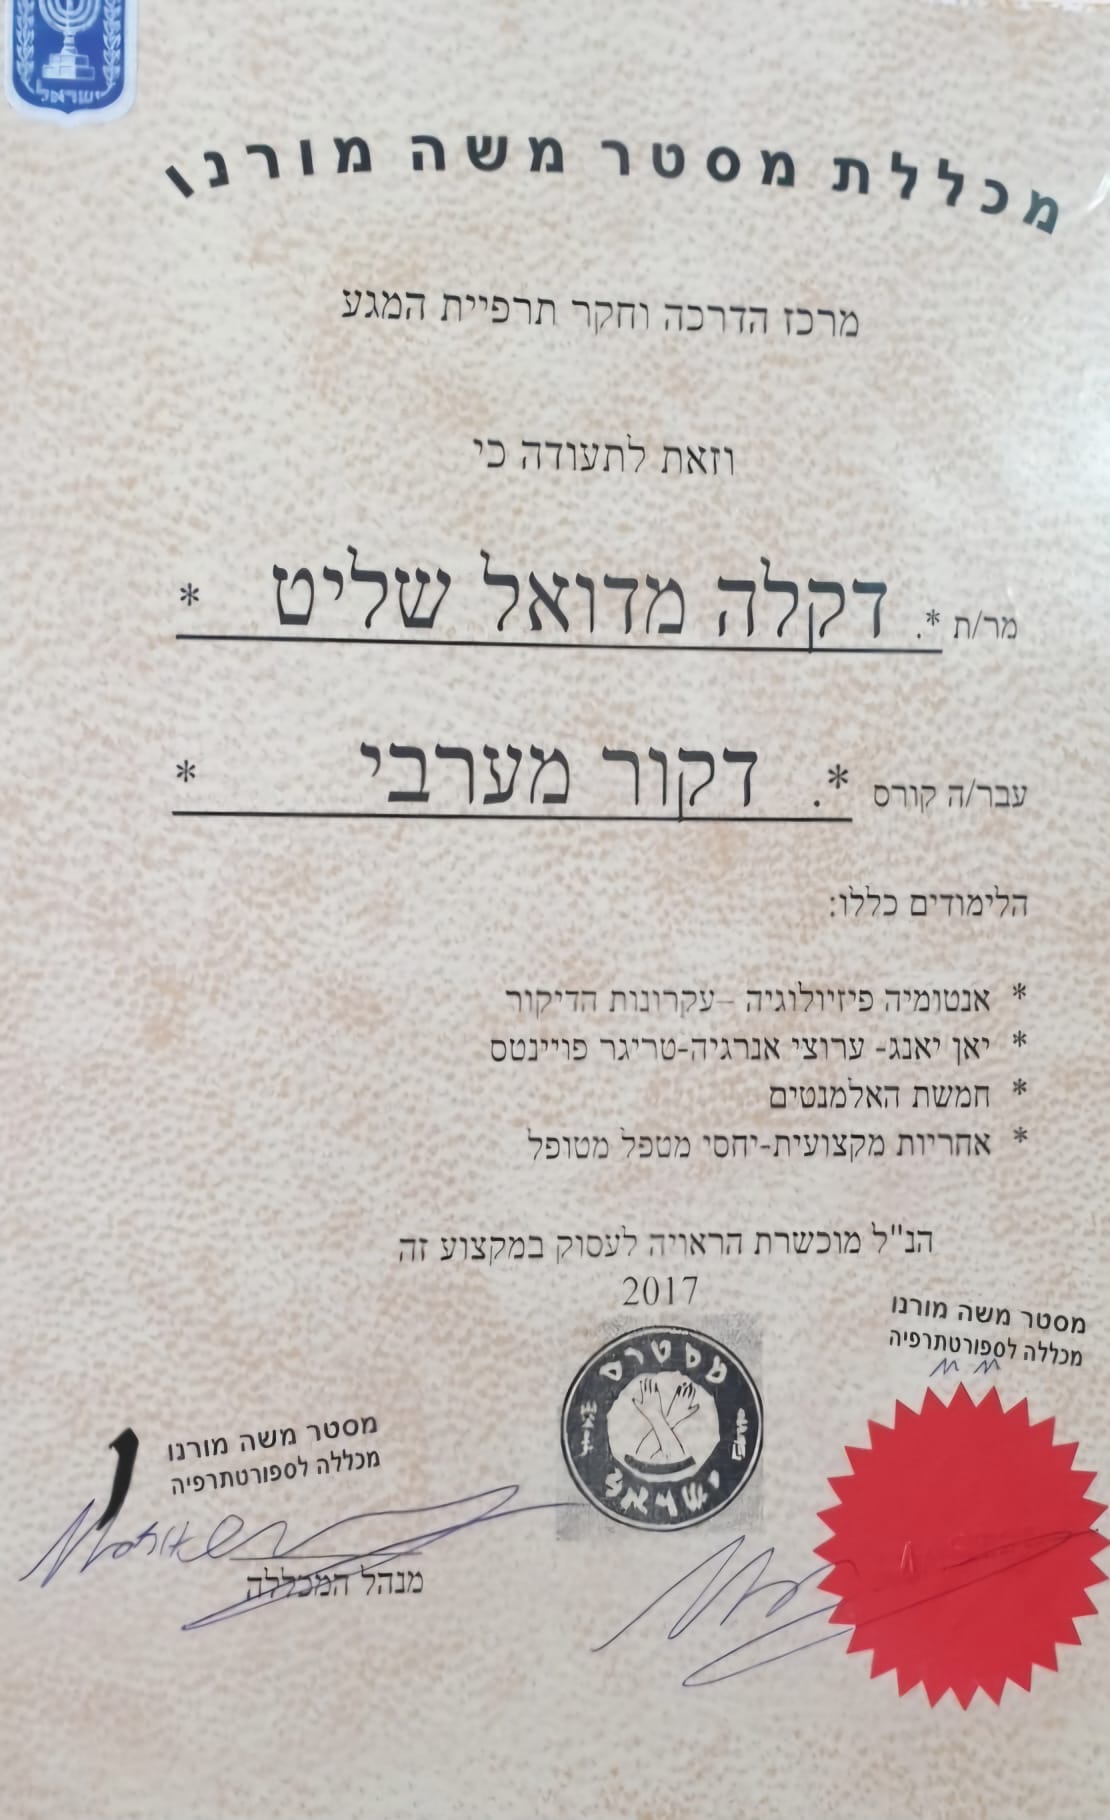 ישראל
מכללת מסטר משה מורנו
מרכז הדרכה וחקר תרפיית המגע
וזאת לתעודה כי
מר/ת *. דקלה מדואל שליט *
עבר/ה קורס *. דקור מערבי *
הלימודים כללו:
* אנטומיה פיזיולוגיה –עקרונות הדיקור
* יאן יאנג- ערוצי אנרגיה-טריגר פויינטס
* חמשת האלמנטים
* אחריות מקצועית-יחסי מטפל מטופל
הנ"ל מוכשרת הראויה לעסוק במקצוע זה
2017
מסטר משה מורנו
מכללה לספורטתרפיה
מסטרס
ישראל
מסטר משה מורנו
מכללה לספורטתרפיה
מנהל המכללה